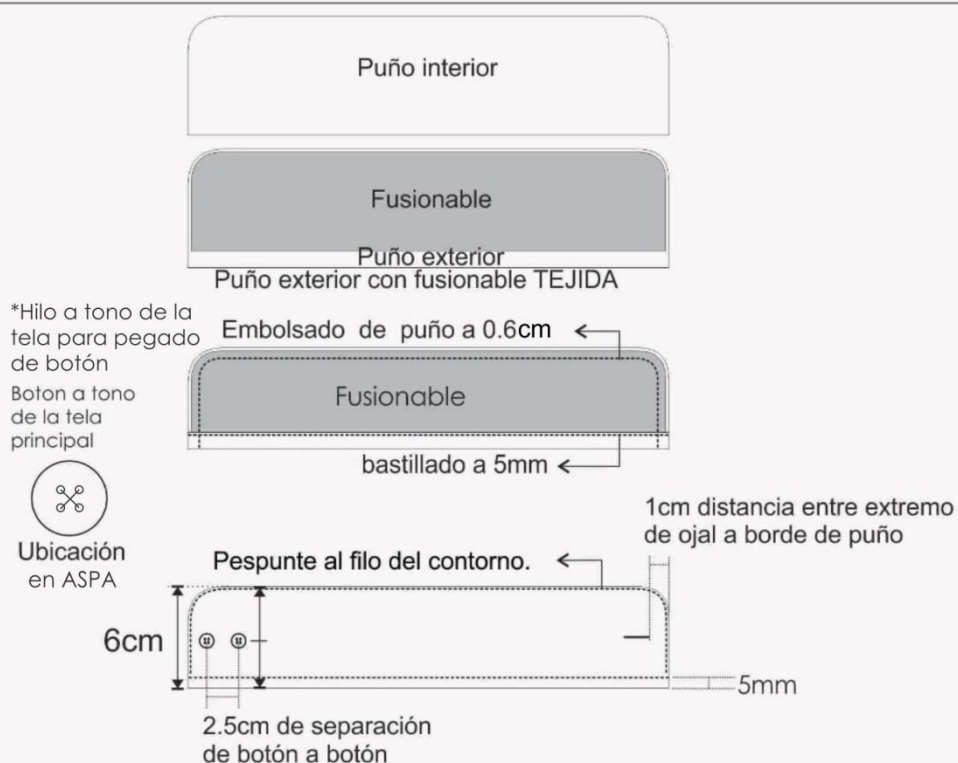 Puño interior
Fusionable
Puño exterior
Puño exterior con fusionable TEJIDA
*Hilo a tono de la
tela para pegado
de botón
Boton a tono
de la tela
principal
Ubicación
en ASPA
Embolsado de puño a 0.6cm
Fusionable
bastillado a 5mm
1cm distancia entre extremo
de ojal a borde de puño
Pespunte al filo del contorno.
6cm
5mm
2.5cm de separación
de botón a botón